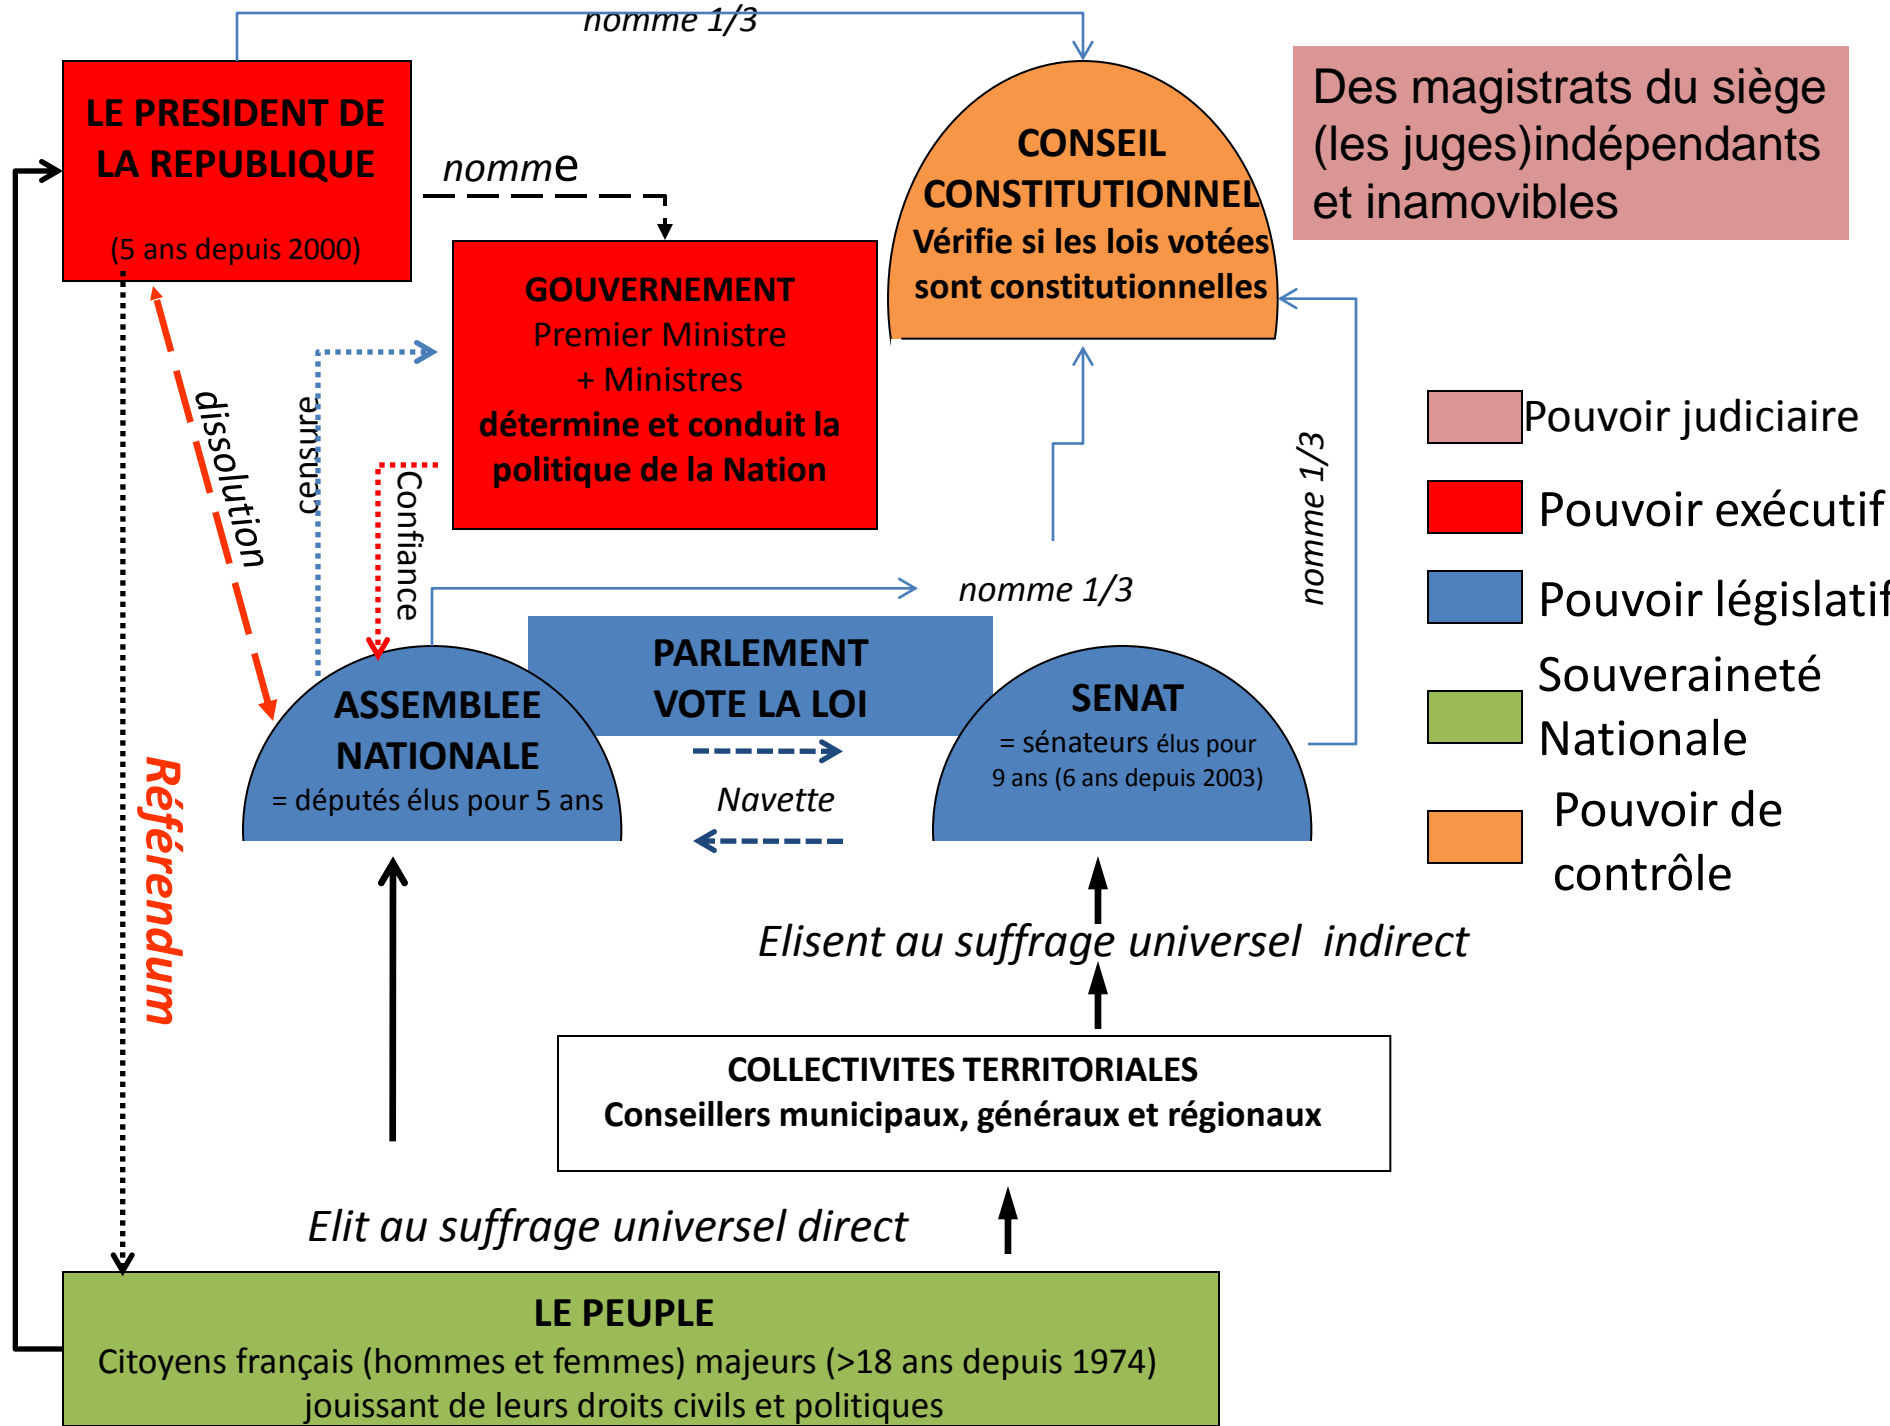 nomme 1/3
LE PRESIDENT DE
LA REPUBLIQUE
(5 ans depuis 2000)
nomme
CONSEIL
CONSTITUTIONNEL
Vérifie si les lois votées
sont constitutionnelles
Des magistrats du siège
(les juges)indépendants
et inamovibles
GOUVERNEMENT
Premier Ministre
+ Ministres
détermine et conduit la
politique de la Nation
dissolution
censure
Confiance
nomme 1/3
nomme 1/3
Pouvoir judiciaire
Pouvoir exécutif
Pouvoir législatif
Souveraineté
Nationale
Pouvoir de
contrôle
PARLEMENT
VOTE LA LOI
ASSEMBLEE
NATIONALE
= députés élus pour 5 ans
Navette
SENAT
= sénateurs élus pour
9 ans (6 ans depuis 2003)
Référendum
Elisent au suffrage universel  indirect
COLLECTIVITES TERRITORIALES
Conseillers municipaux, généraux et régionaux
Elit au suffrage universel direct
LE PEUPLE
Citoyens français (hommes et femmes) majeurs (>18 ans depuis 1974)
jouissant de leurs droits civils et politiques